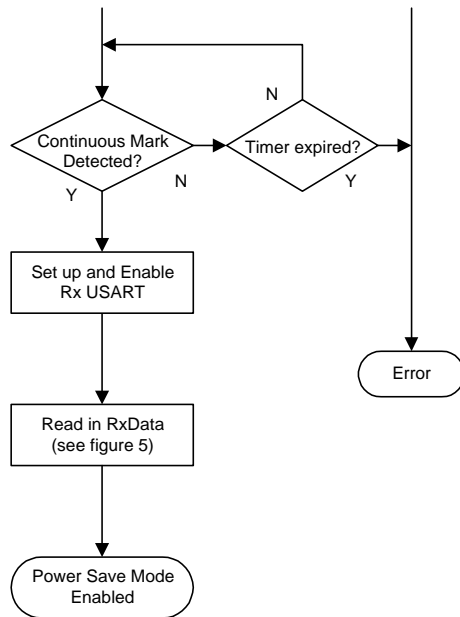 N
Continuous Mark
Detected?
Timer expired?
Y
N
Y
Set up and Enable
Rx USART
Error
Read in RxData
(see figure 5)
Power Save Mode
Enabled